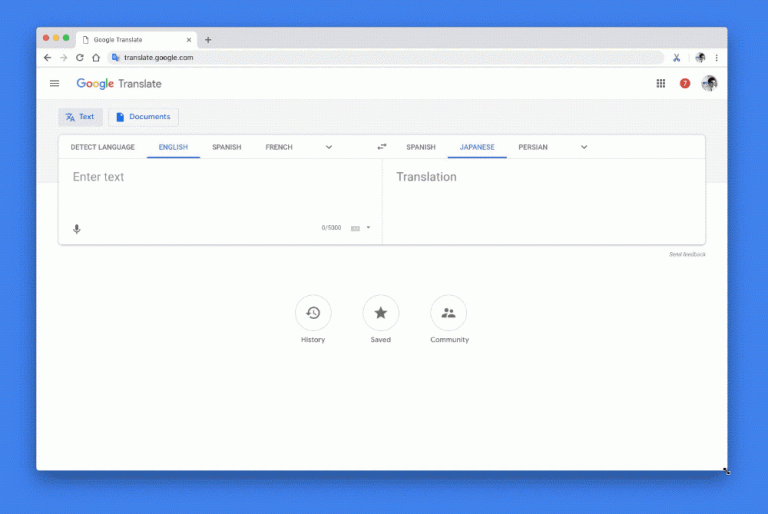 Google Translate
translate.google.com
Google Translate
7
Text
Documents
DETECT LANGUAGE ENGLISH SPANISH FRENCH SPANISH JAPANESE PERSIAN
Enter text
Translation
0/5000
Send feedback
History
Saved
Community